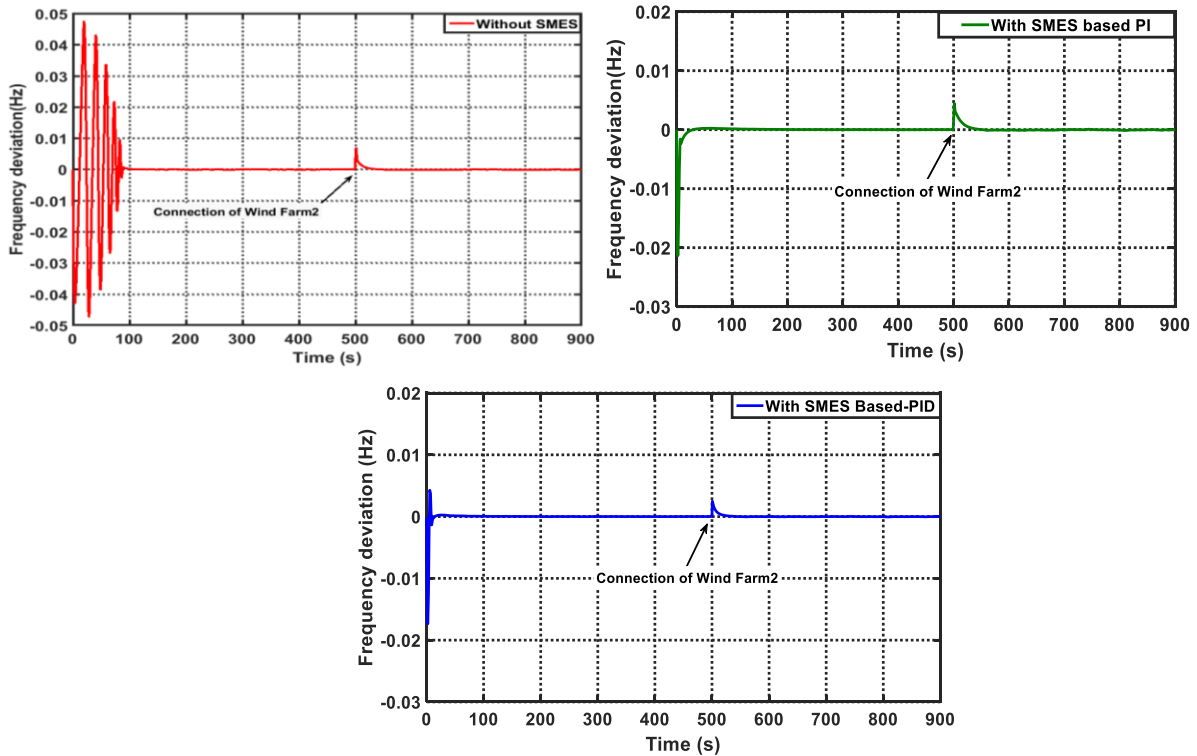 Without SMES
0.05
0.04
0.03
0.02
0.01
0
-0.01
-0.02
-0.03
-0.04
-0.05
Frequency deviation(Hz)
Connection of Wind Farm2
0 100 200 300 400 500 600 700 800 900
Time (s)
With SMES based PI
0.02
0.01
0
-0.01
-0.02
-0.03
Frequency deviation(Hz)
Connection of Wind Farm2
0 100 200 300 400 500 600 700 800 900
Time (s)
With SMES Based-PID
0.02
0.01
0
-0.01
-0.02
-0.03
Frequency deviation (Hz)
Connection of Wind Farm2
0 100 200 300 400 500 600 700 800 900
Time (s)